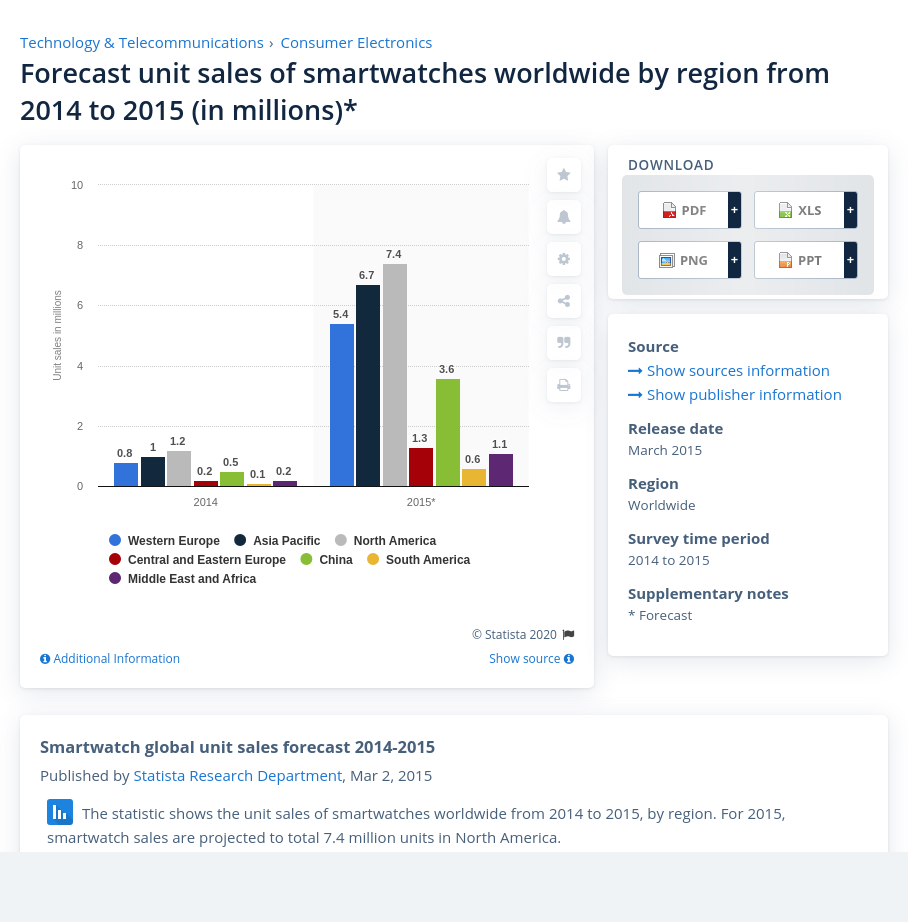 Technology & Telecommunications › Consumer Electronics
Forecast unit sales of smartwatches worldwide by region from
2014 to 2015 (in millions)*
Unit sales in millions
10
8
6
4
2
0
0.8
1
1.2
0.2
0.5
0.1
0.2
5.4
6.7
7.4
1.3
3.6
0.6
1.1
2014
2015*
Western Europe
Asia Pacific
North America
Central and Eastern Europe
China
South America
Middle East and Africa
© Statista 2020
Additional Information
Show source
DOWNLOAD
PDF +
XLS +
PNG +
PPT +
Source
Show sources information
Show publisher information
Release date
March 2015
Region
Worldwide
Survey time period
2014 to 2015
Supplementary notes
* Forecast
Smartwatch global unit sales forecast 2014-2015
Published by Statista Research Department, Mar 2, 2015
The statistic shows the unit sales of smartwatches worldwide from 2014 to 2015, by region. For 2015,
smartwatch sales are projected to total 7.4 million units in North America.